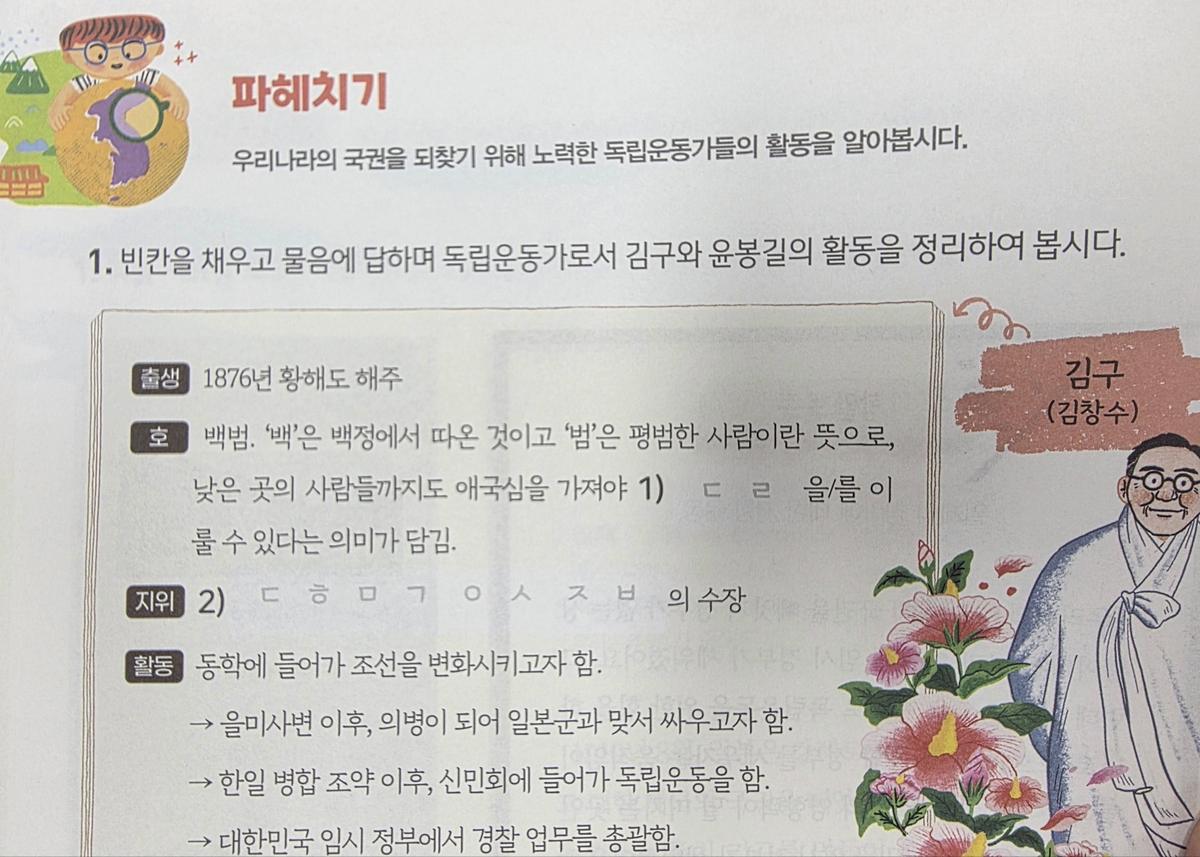 파헤치기
우리나라의 국권을 되찾기 위해 노력한 독립운동가들의 활동을 알아봅시다.
1. 빈칸을 채우고 물음에 답하며 독립운동가로서 김구와 윤봉길의 활동을 정리하여 봅시다.
김구
(김창수)
출생 1876년 황해도 해주
호 백범. ‘백’은 백정에서 따온 것이고 ‘범’은 평범한 사람이란 뜻으로,
낮은 곳의 사람들까지도 애국심을 가져야 1) ㄷ ㄹ 을/를 이
룰 수 있다는 의미가 담김.
지위 2) ㄷ ㅎ ㅁ ㄱ ㅇ ㅅ ㅈ ㅂ 의 수장
활동 동학에 들어가 조선을 변화시키고자 함.
→ 을미사변 이후, 의병이 되어 일본군과 맞서 싸우고자 함.
→ 한일 병합 조약 이후, 신민회에 들어가 독립운동을 함.
→ 대한민국 임시 정부에서 경찰 업무를 총괄함.